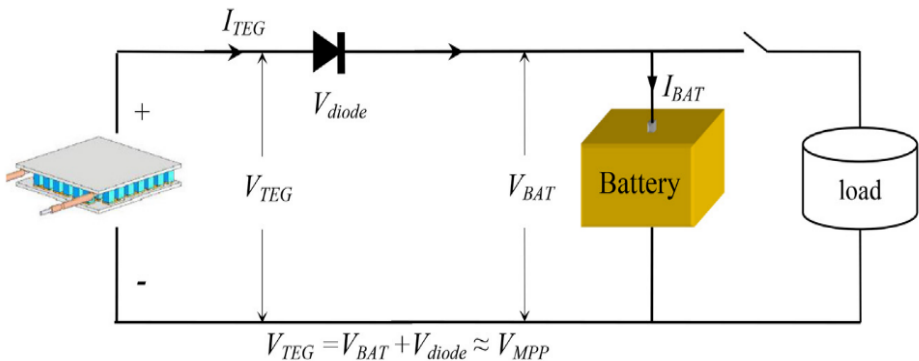 I_TEG
V_diode
+
I_BAT
V_TEG
V_BAT
Battery
load
-
V_TEG = V_BAT + V_diode ≈ V_MPP